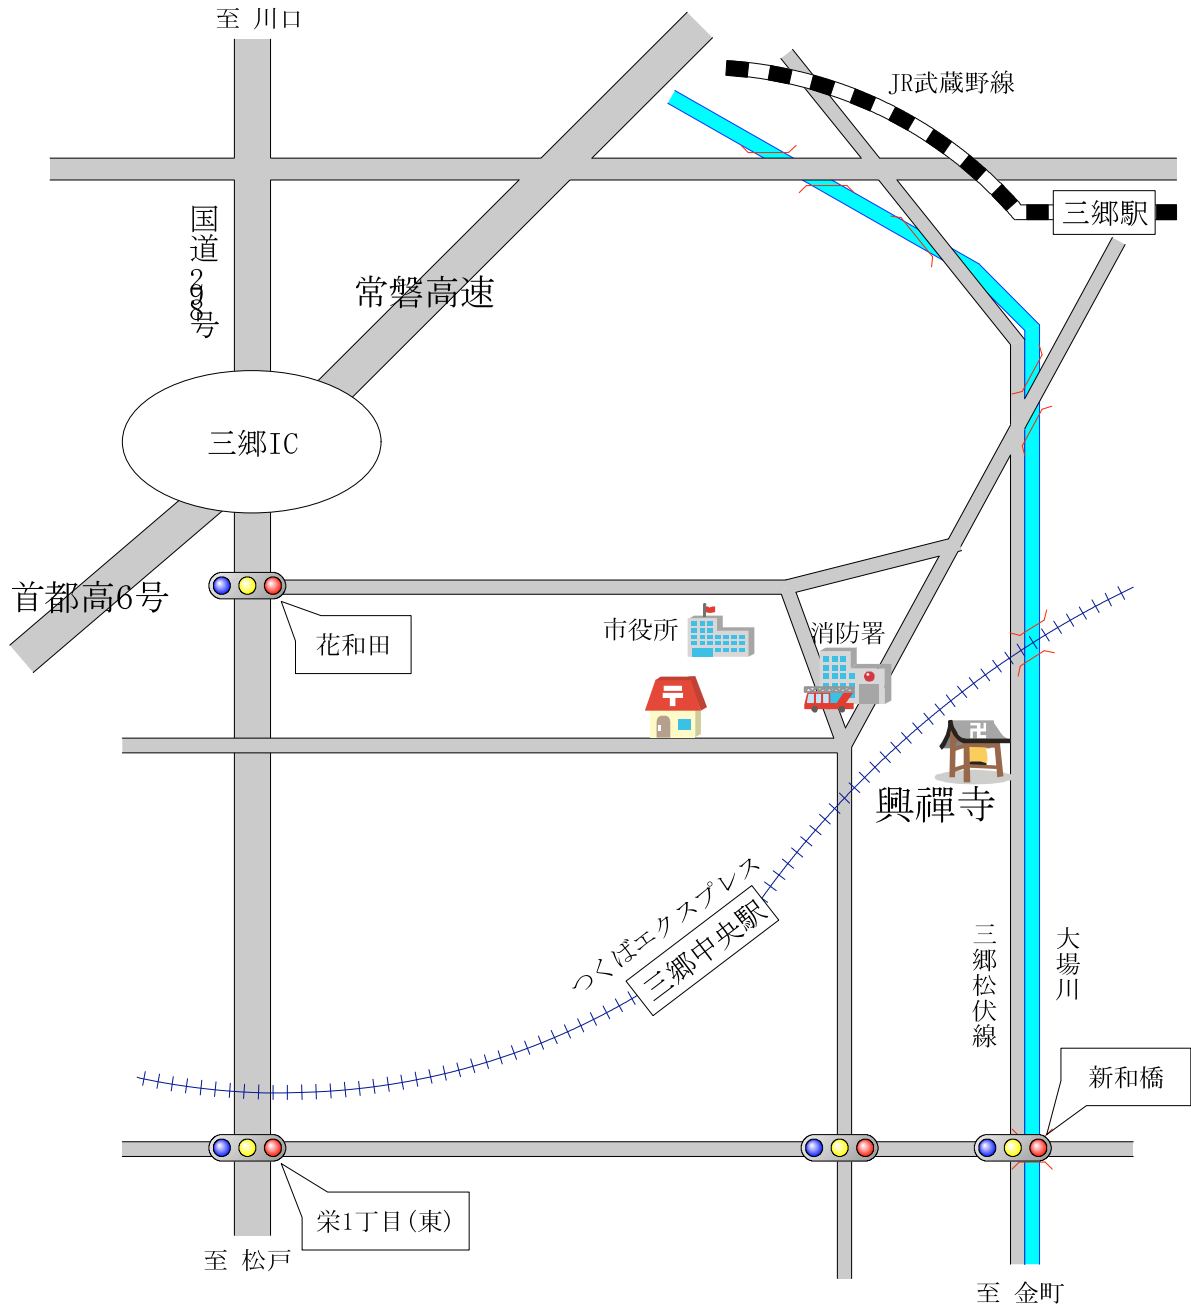 至 川口
JR武蔵野線
三郷駅
国道298号
常磐高速
三郷IC
首都高6号
花和田
市役所
消防署
興禪寺
つくばエクスプレス
三郷中央駅
三郷松伏線
大場川
新和橋
栄1丁目(東)
至 松戸
至 金町